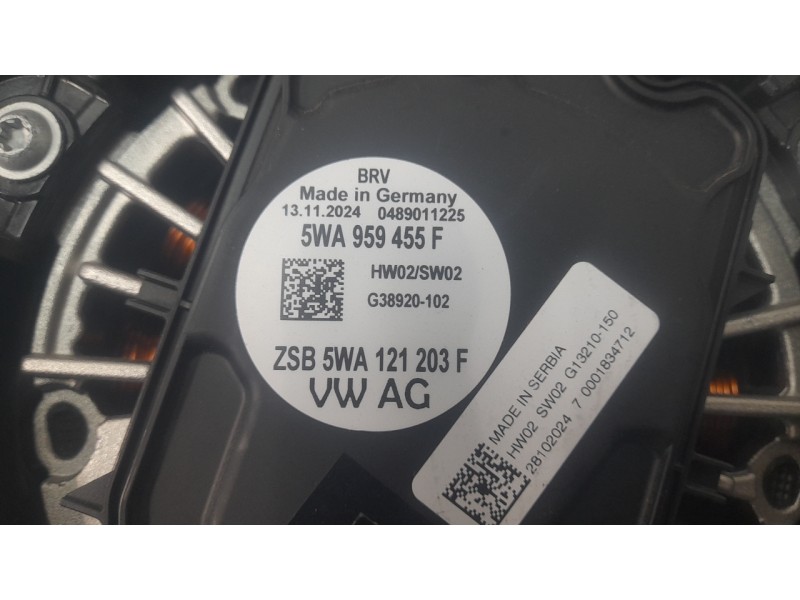 BRV
Made in Germany
13.11.2024 0489011225
5WA 959 455 F
HW02/SW02
G38920-102
ZSB 5WA 121 203 F
VW AG
MADE IN SERBIA
HW02 SW02 G13210-150
28102024 7 0001834712